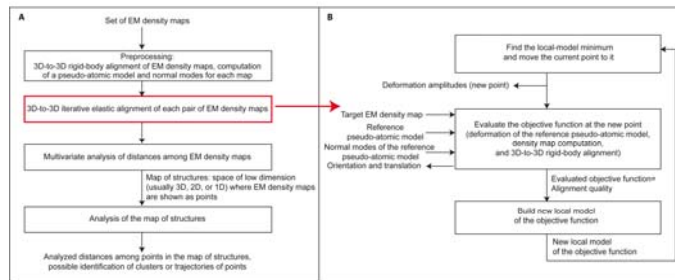 A
Set of EM density maps
Preprocessing:
3D-to-3D rigid-body alignment of EM density maps, computation
of a pseudo-atomic model and normal modes for each map
3D-to-3D iterative elastic alignment of each pair of EM density maps
Multivariate analysis of distances among EM density maps
Map of structures: space of low dimension
(usually 3D, 2D, or 1D) where EM density maps
are shown as points
Analysis of the map of structures
Analyzed distances among points in the map of structures,
possible identification of clusters or trajectories of points
B
Find the local-model minimum
and move the current point to it
Deformation amplitudes (new point)
Target EM density map
Reference
pseudo-atomic model
Normal modes of the reference
pseudo-atomic model
Orientation and translation
Evaluate the objective function at the new point
(deformation of the reference pseudo-atomic model,
density map computation,
and 3D-to-3D rigid-body alignment)
Evaluated objective function=
Alignment quality
Build new local model
of the objective function
New local model
of the objective function